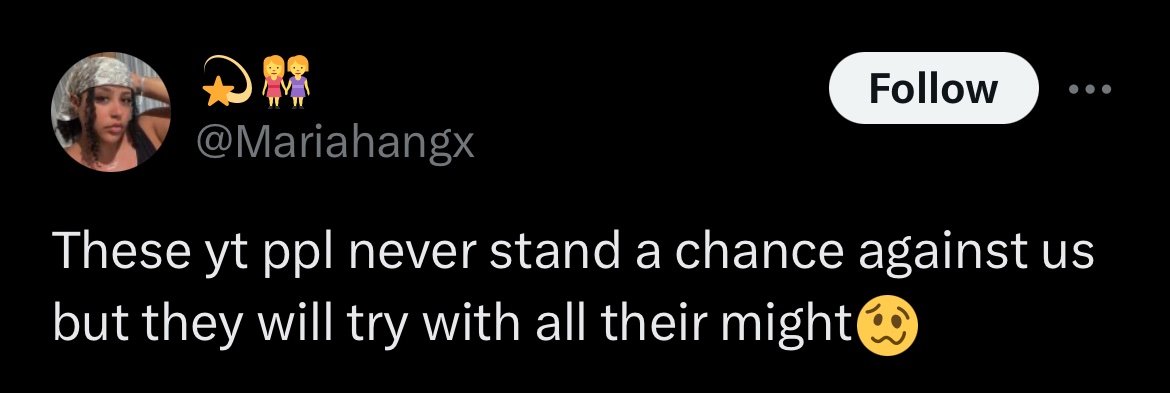 💫👭
Follow
@Mariahangx
These yt ppl never stand a chance against us
but they will try with all their might🥴